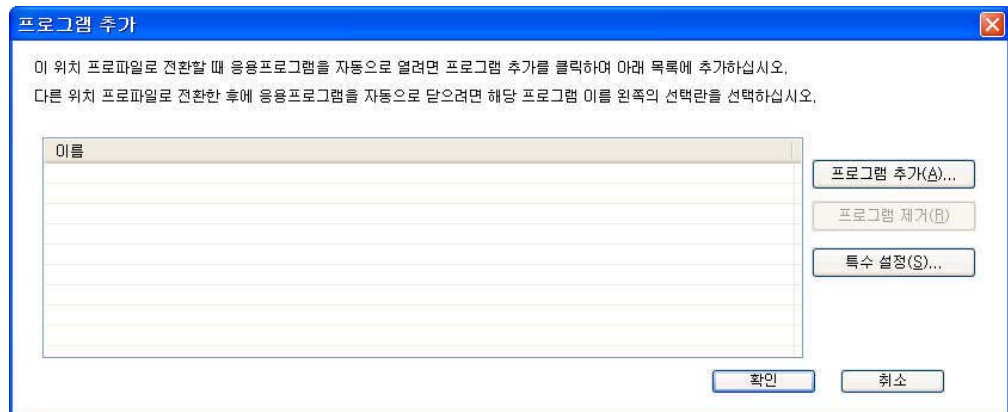 프로그램 추가
이 위치 프로파일로 전환할 때 응용프로그램을 자동으로 열려면 프로그램 추가를 클릭하여 아래 목록에 추가하십시오.
다른 위치 프로파일로 전환한 후에 응용프로그램을 자동으로 닫으려면 해당 프로그램 이름 왼쪽의 선택란을 선택하십시오.
이름
프로그램 추가(A)...
프로그램 제거(R)
특수 설정(S)...
확인
취소